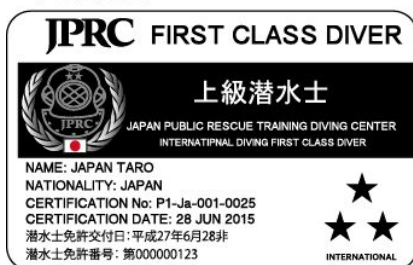 JPRC FIRST CLASS DIVER
上級潜水士
JPRC
JAPAN PUBLIC RESCUE TRAINING DIVING CENTER
INTERNATIPNAL DIVING FIRST CLASS DIVER
NAME: JAPAN TARO
NATIONALITY: JAPAN
CERTIFICATION No: P1-Ja-001-0025
CERTIFICATION DATE: 28 JUN 2015
潜水士免許交付日:平成27年6月28非
潜水士免許番号: 第000000123
INTERNATIONAL